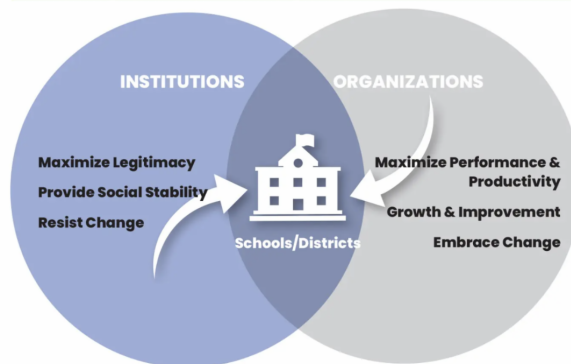 INSTITUTIONS
Maximize Legitimacy
Provide Social Stability
Resist Change
Schools/Districts
ORGANIZATIONS
Maximize Performance &
Productivity
Growth & Improvement
Embrace Change